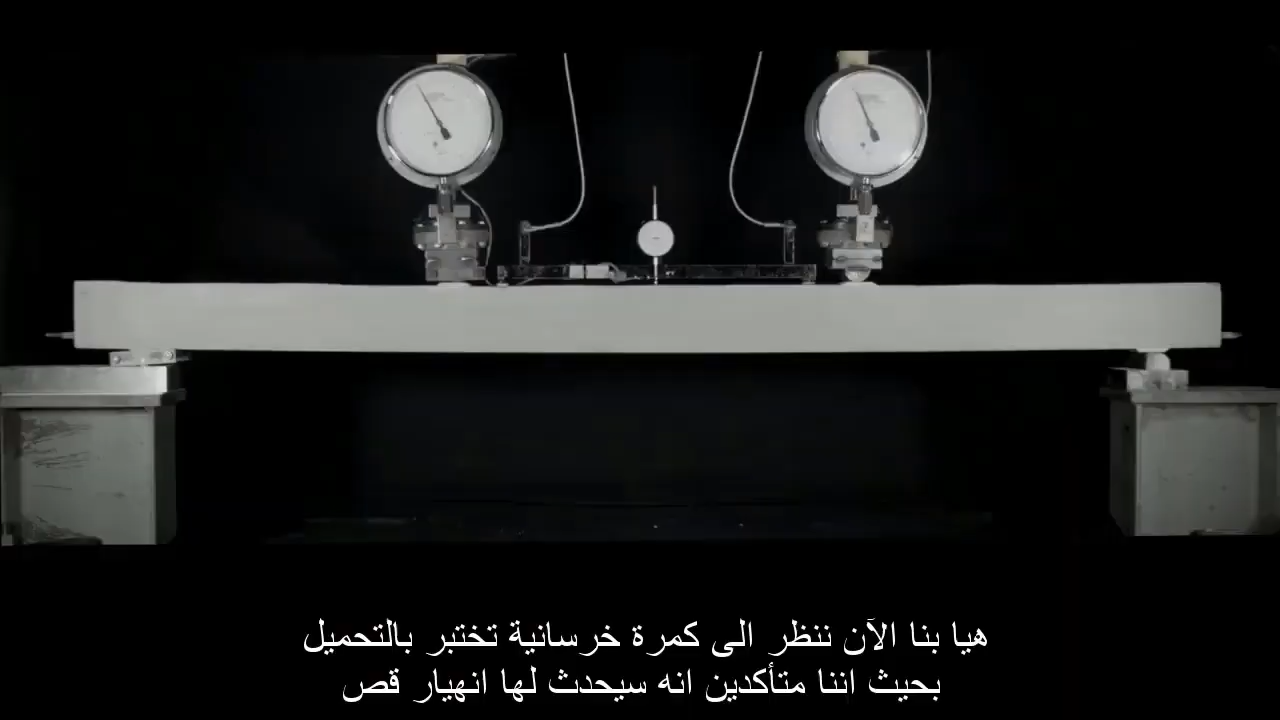 هيا بنا الآن ننظر الى كمرة خرسانية تختبر بالتحميل
بحيث اننا متأكدين انه سيحدث لها انهيار قص